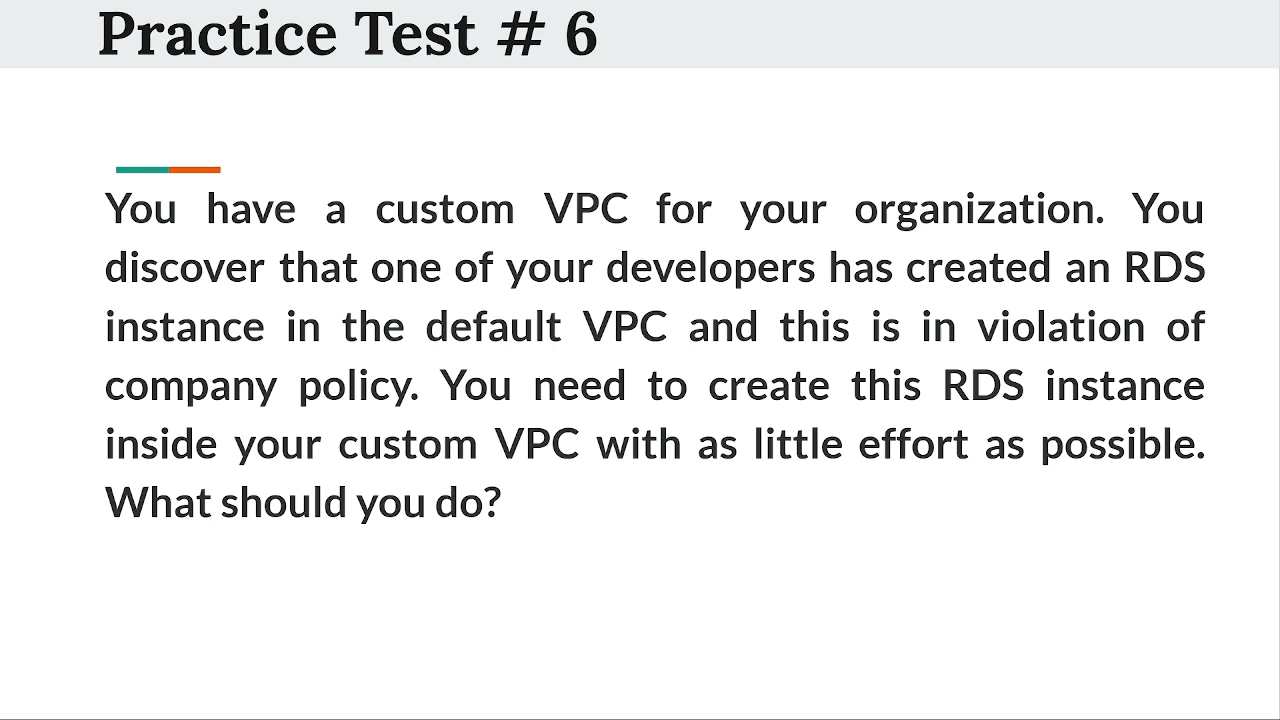 Practice Test # 6
You have a custom VPC for your organization. You
discover that one of your developers has created an RDS
instance in the default VPC and this is in violation of
company policy. You need to create this RDS instance
inside your custom VPC with as little effort as possible.
What should you do?